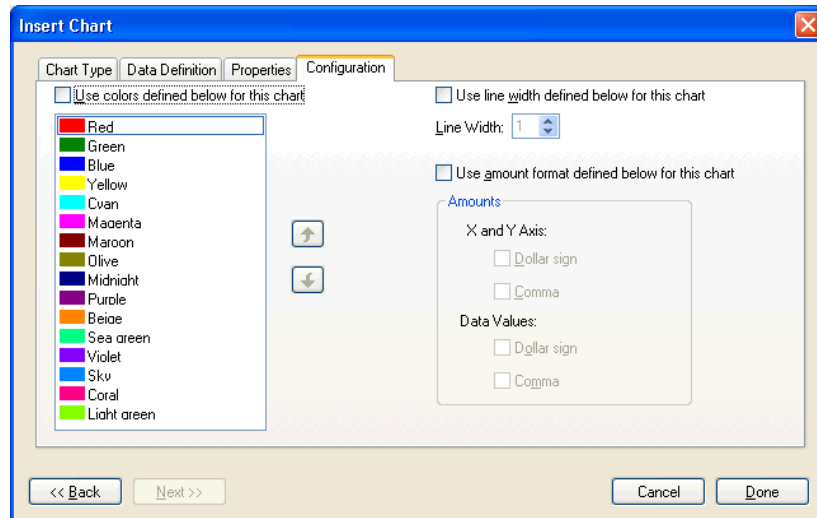 Insert Chart
Chart Type
Data Definition
Properties
Configuration
Use colors defined below for this chart
Red
Green
Blue
Yellow
Cyan
Magenta
Maroon
Olive
Midnight
Purple
Beige
Sea green
Violet
Sky
Coral
Light green
Use line width defined below for this chart
Line Width: 1
Use amount format defined below for this chart
Amounts
X and Y Axis:
Dollar sign
Comma
Data Values:
Dollar sign
Comma
<< Back
Next >>
Cancel
Done